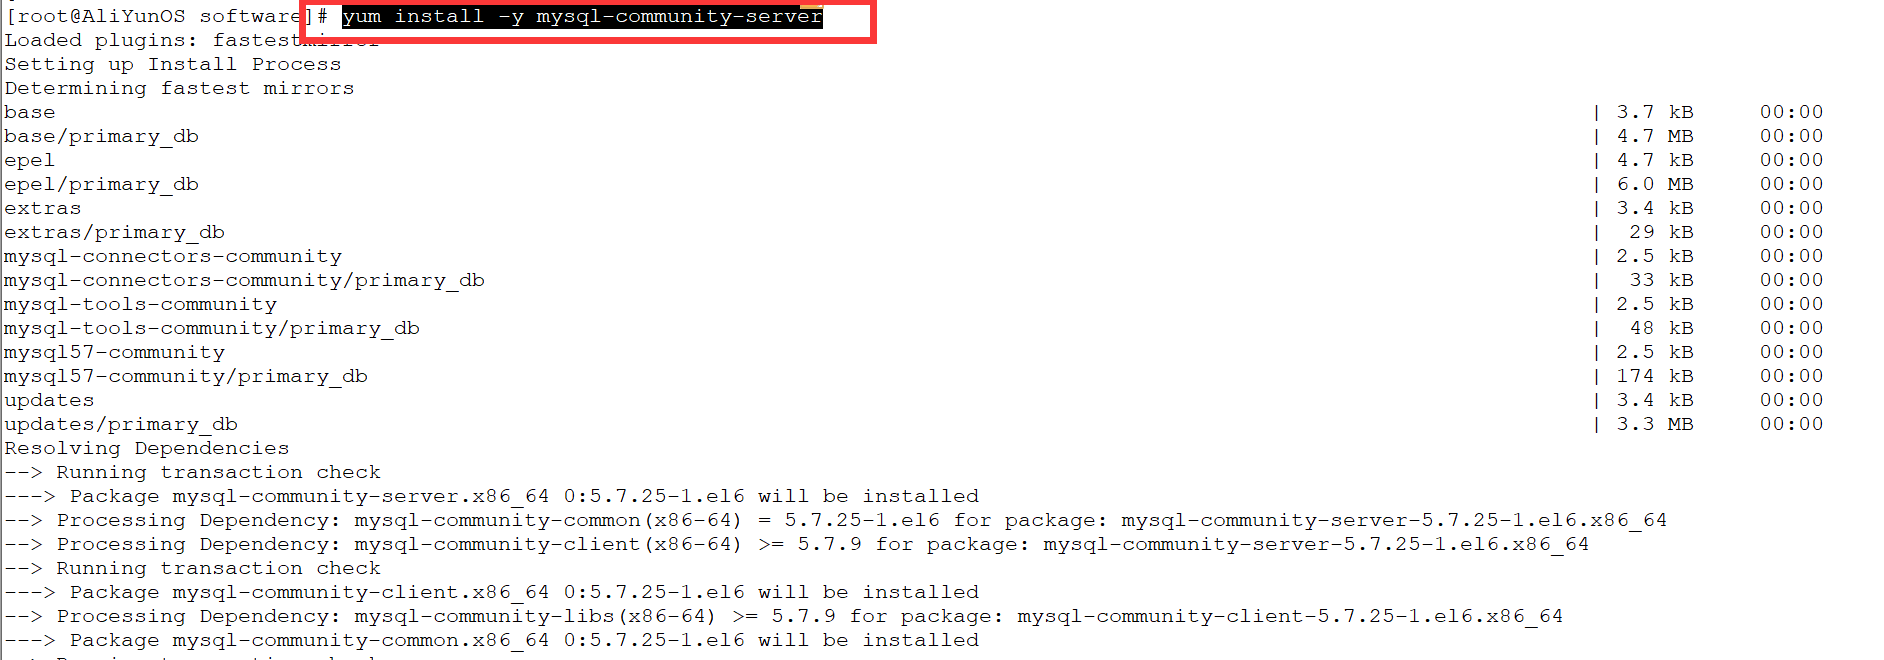 [root@AliYunOS software]# yum install -y mysql-community-server
Loaded plugins: fastestmirror
Setting up Install Process
Determining fastest mirrors
base | 3.7 kB 00:00
base/primary_db | 4.7 MB 00:00
epel | 4.7 kB 00:00
epel/primary_db | 6.0 MB 00:00
extras | 3.4 kB 00:00
extras/primary_db | 29 kB 00:00
mysql-connectors-community | 2.5 kB 00:00
mysql-connectors-community/primary_db | 33 kB 00:00
mysql-tools-community | 2.5 kB 00:00
mysql-tools-community/primary_db | 48 kB 00:00
mysql57-community | 2.5 kB 00:00
mysql57-community/primary_db | 174 kB 00:00
updates | 3.4 kB 00:00
updates/primary_db | 3.3 MB 00:00
Resolving Dependencies
--> Running transaction check
---> Package mysql-community-server.x86_64 0:5.7.25-1.el6 will be installed
--> Processing Dependency: mysql-community-common(x86-64) = 5.7.25-1.el6 for package: mysql-community-server-5.7.25-1.el6.x86_64
--> Processing Dependency: mysql-community-client(x86-64) >= 5.7.9 for package: mysql-community-server-5.7.25-1.el6.x86_64
--> Running transaction check
---> Package mysql-community-client.x86_64 0:5.7.25-1.el6 will be installed
--> Processing Dependency: mysql-community-libs(x86-64) >= 5.7.9 for package: mysql-community-client-5.7.25-1.el6.x86_64
---> Package mysql-community-common.x86_64 0:5.7.25-1.el6 will be installed